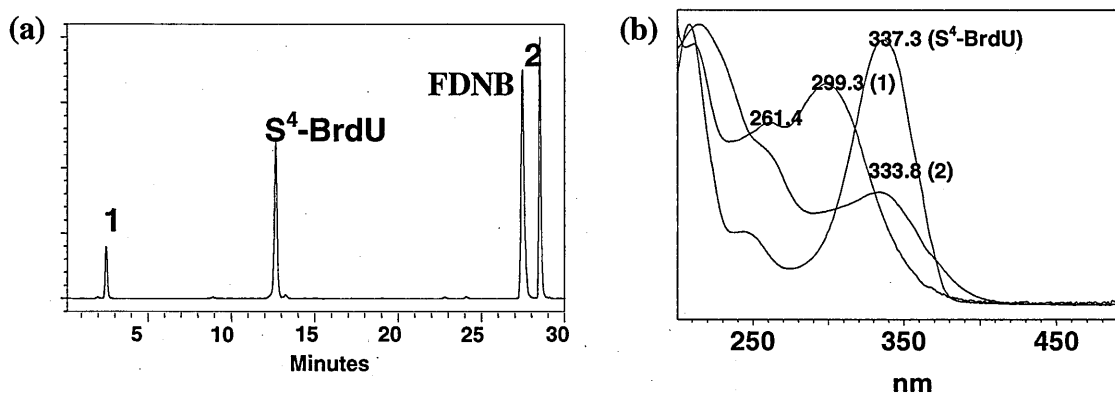 (a)
1
S⁴-BrdU
FDNB
2
5 10 15 20 25 30
Minutes
(b)
337.3 (S⁴-BrdU)
299.3 (1)
261.4
333.8 (2)
250 350 450
nm